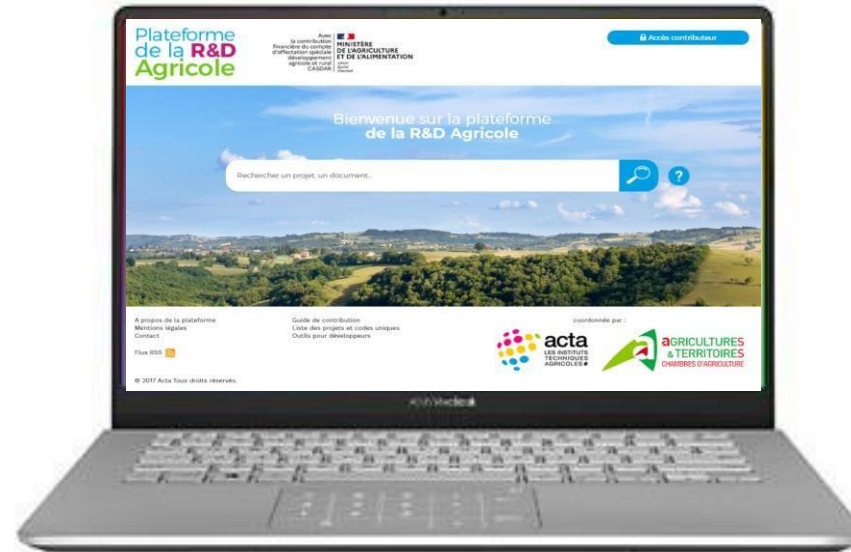 Plateforme
de la R&D
Agricole
Avec
la contribution
financière du compte
d'affectation spéciale
développement
agricole et rural
CASDAR
MINISTÈRE
DE L'AGRICULTURE
ET DE L'ALIMENTATION
Liberté
Égalité
Fraternité
Accès contributeur
Bienvenue sur la plateforme
de la R&D Agricole
Rechercher un projet, un document..
?
A propos de la plateforme
Mentions légales
Contact
Flux RSS
© 2017 Acta Tous droits réservés.
Guide de contribution
Liste des projets et codes uniques
Outils pour développeurs
coordonnée par :
acta
LES INSTITUTS
TECHNIQUES
AGRICOLES
AGRICULTURES
& TERRITOIRES
CHAMBRES D'AGRICULTURE